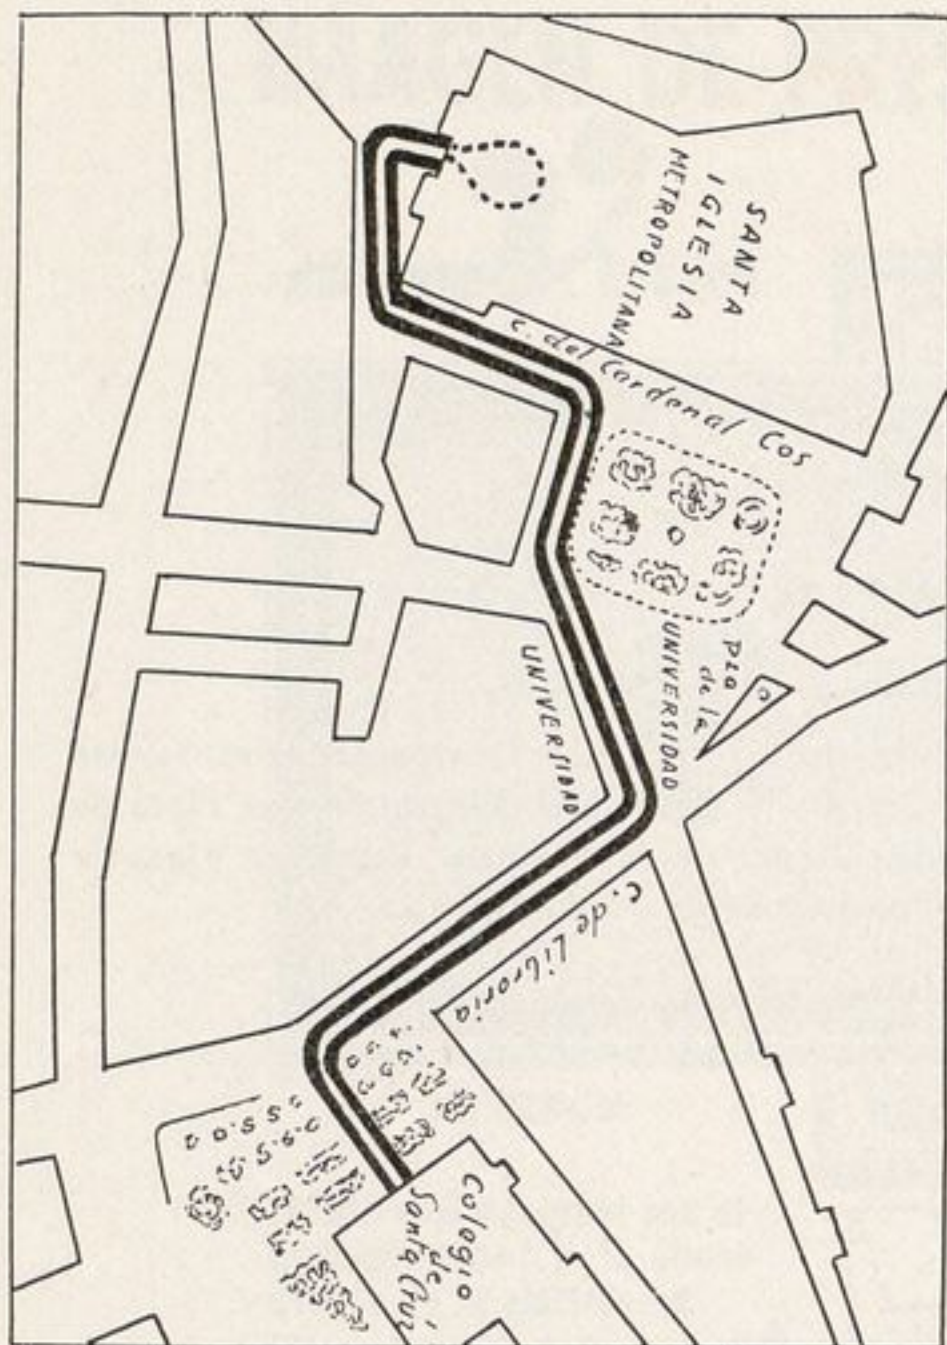 SANTA
IGLESIA
METROPOLITANA
c. del Cardenal Cos
Pza
de la
UNIVERSIDAD
UNIVERSIDAD
c. de Libreria
Colegio
de
Santa Cruz